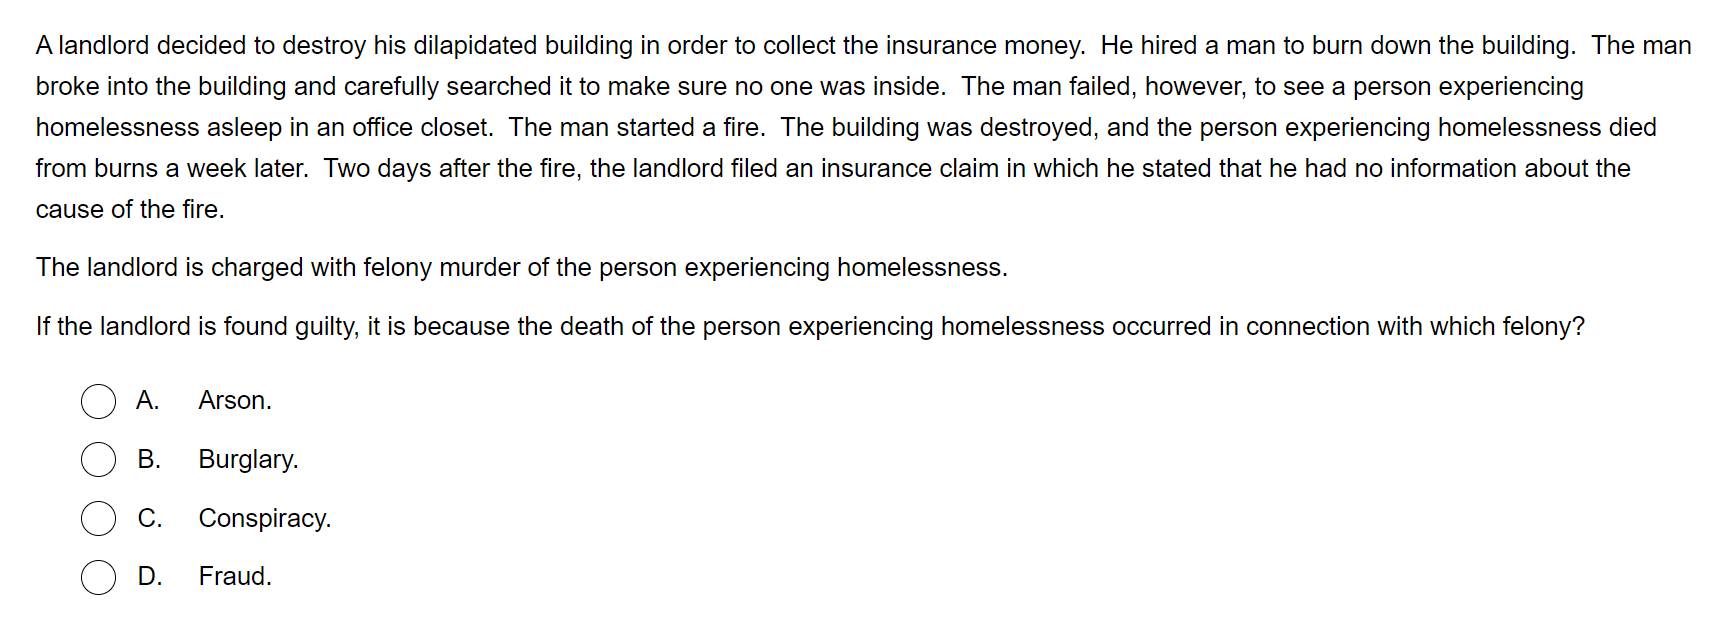 A landlord decided to destroy his dilapidated building in order to collect the insurance money.  He hired a man to burn down the building.  The man
broke into the building and carefully searched it to make sure no one was inside.  The man failed, however, to see a person experiencing
homelessness asleep in an office closet.  The man started a fire.  The building was destroyed, and the person experiencing homelessness died
from burns a week later.  Two days after the fire, the landlord filed an insurance claim in which he stated that he had no information about the
cause of the fire.
The landlord is charged with felony murder of the person experiencing homelessness.
If the landlord is found guilty, it is because the death of the person experiencing homelessness occurred in connection with which felony?
A. Arson.
B. Burglary.
C. Conspiracy.
D. Fraud.